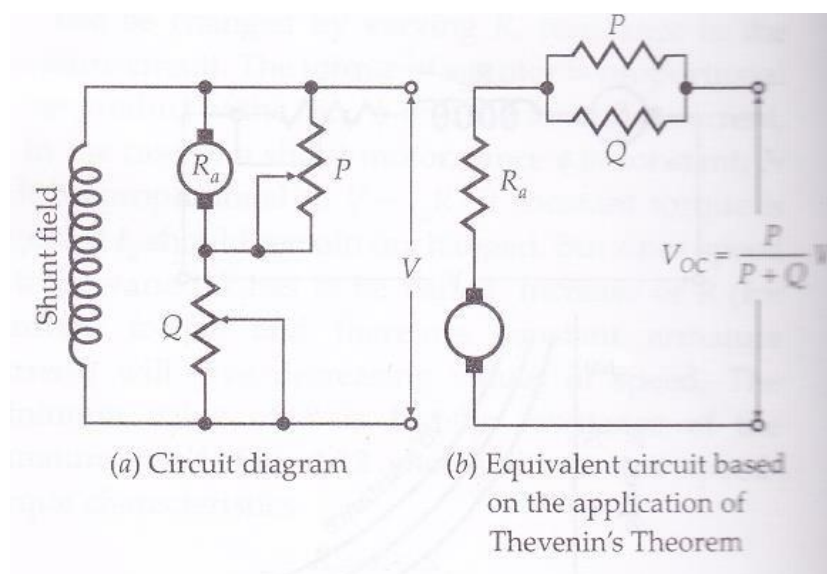 Shunt field
R_a
P
Q
V
(a) Circuit diagram
P
Q
R_a
V_OC = P / P + Q
(b) Equivalent circuit based
on the application of
Thevenin's Theorem